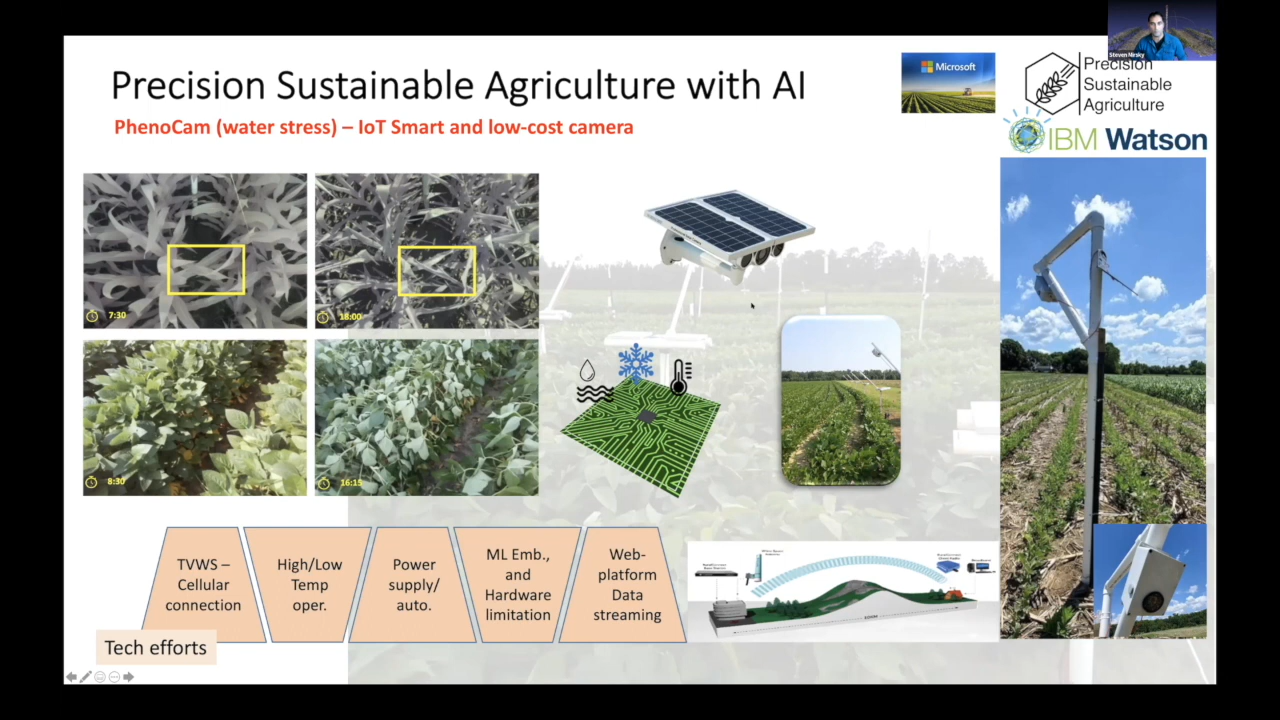 Steven Mirsky
Precision Sustainable Agriculture with AI
PhenoCam (water stress) – IoT Smart and low-cost camera
Microsoft
Precision
Sustainable
Agriculture
IBM Watson
7:30
18:00
8:30
16:15
TVWS –
Cellular
connection
High/Low
Temp
oper.
Power
supply/
auto.
ML Emb.,
and
Hardware
limitation
Web-
platform
Data
streaming
Tech efforts